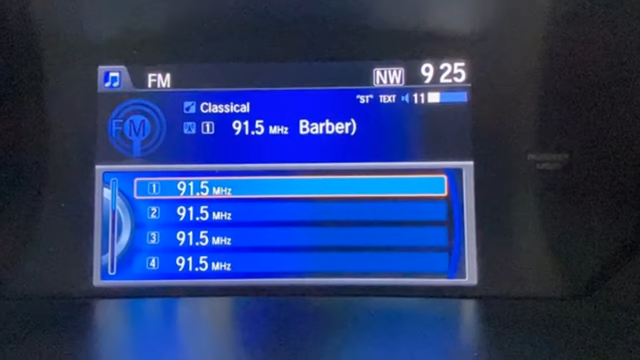 FM NW 9 25
"ST" TEXT 11
Classical
FM 1 91.5 MHz Barber)
1 91.5 MHz
2 91.5 MHz
3 91.5 MHz
4 91.5 MHz